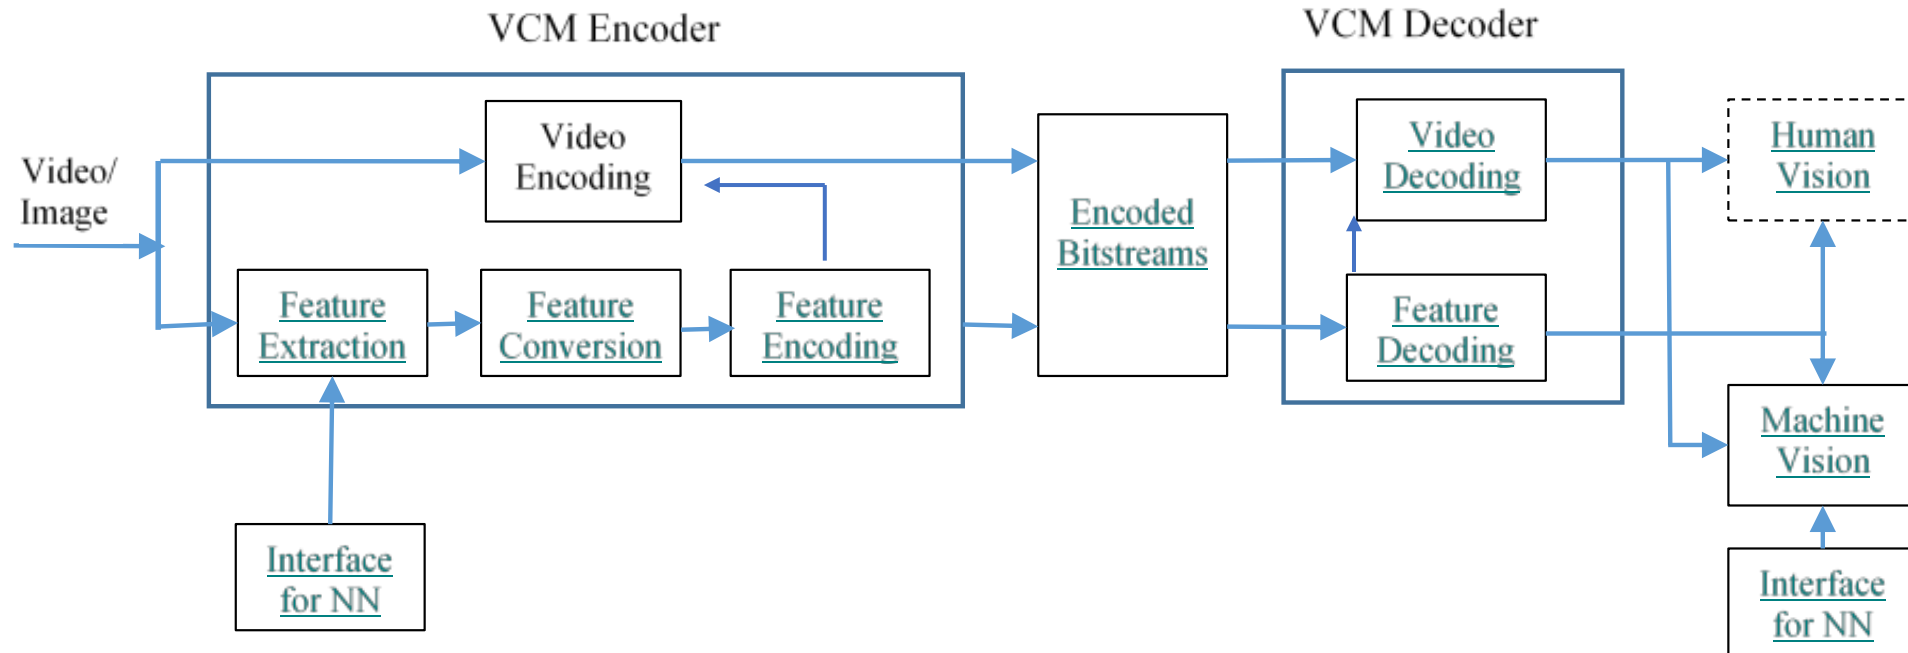 VCM Encoder
VCM Decoder
Video/
Image
Video
Encoding
Feature
Extraction
Feature
Conversion
Feature
Encoding
Interface
for NN
Encoded
Bitstreams
Video
Decoding
Feature
Decoding
Human
Vision
Machine
Vision
Interface
for NN